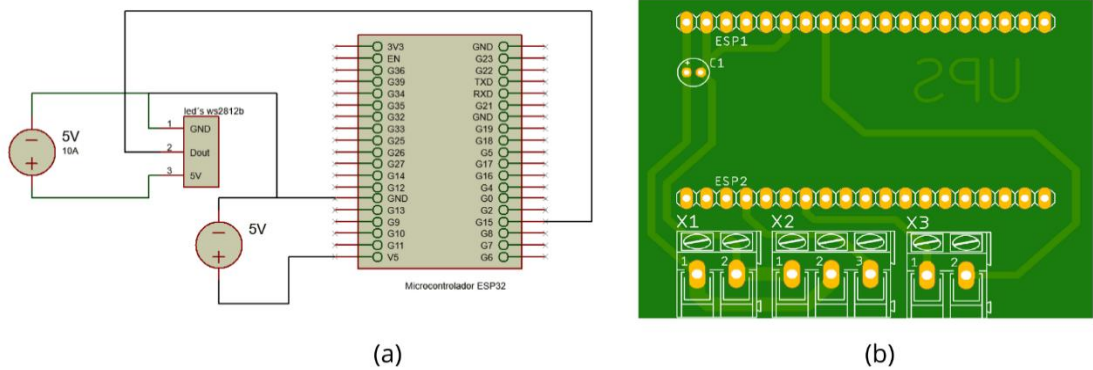 led´s ws2812b
1 GND
2 Dout
3 5V
5V
10A
5V
3V3 GND
EN G23
G36 G22
G39 TXD
G34 RXD
G35 G21
G32 GND
G33 G19
G25 G18
G26 G5
G27 G17
G14 G16
G12 G4
GND G0
G13 G2
G9 G15
G10 G8
G11 G7
V5 G6
Microcontrolador ESP32
(a)
ESP1
C1
UPS
ESP2
X1 X2 X3
1 2 1 2 3 1 2
(b)